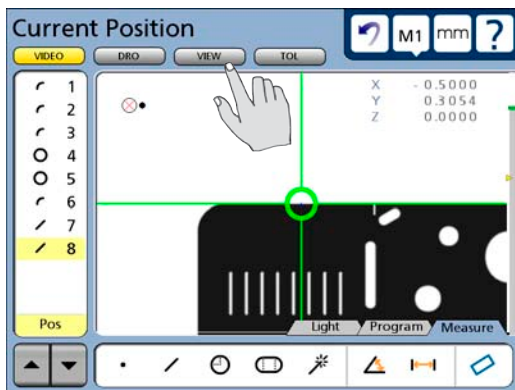 Current Position
M1 mm ?
VIDEO DRO VIEW TOL
1
2
3
4
5
6
7
8
X - 0.5000
Y 0.3054
Z 0.0000
Pos
Light Program Measure